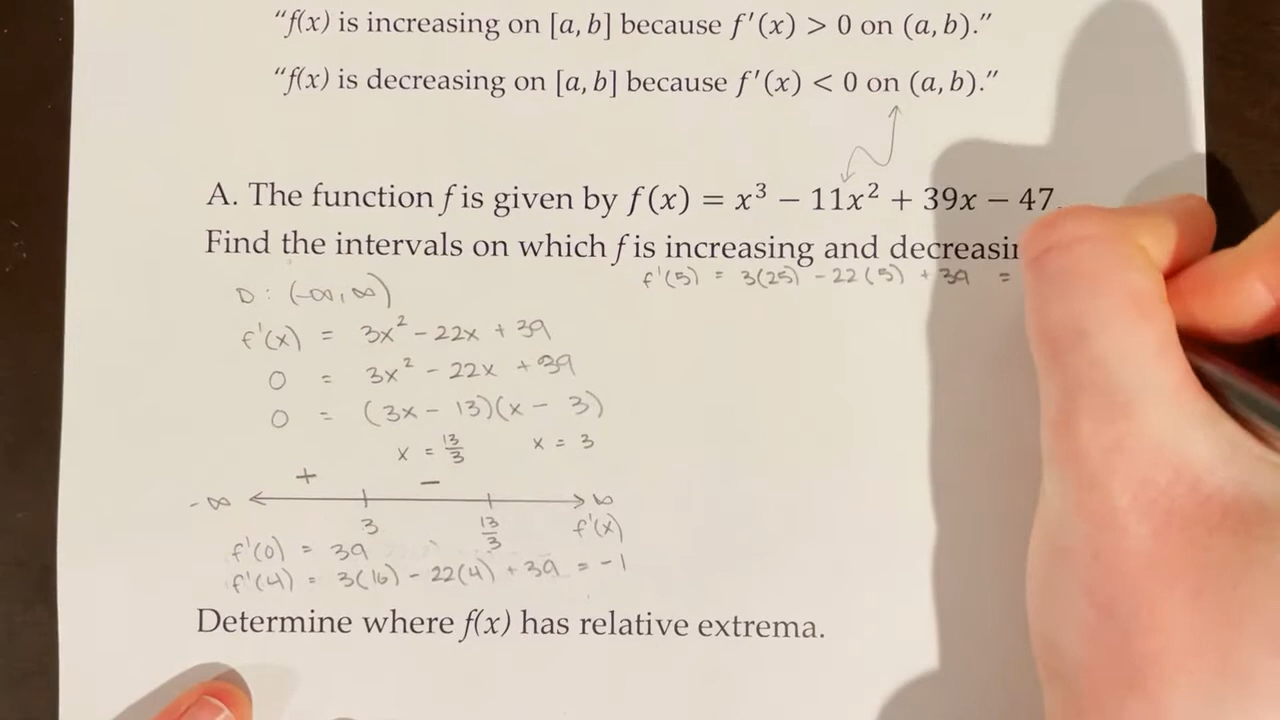 “f(x) is increasing on [a, b] because f′(x) > 0 on (a, b).”
“f(x) is decreasing on [a, b] because f′(x) < 0 on (a, b).”
A. The function f is given by f(x) = x³ − 11x² + 39x − 47.
Find the intervals on which f is increasing and
f'(5) = 3(25) - 22(5) + 39 =
D: (-∞, ∞)
f'(x) = 3x² - 22x + 39
0 = 3x² - 22x + 39
0 = (3x - 13)(x - 3)
x = 13/3 x = 3
+ −
-∞ ∞
3 13/3 f'(x)
f'(0) = 39
f'(4) = 3(16) - 22(4) + 39 = -1
Determine where f(x) has relative extrema.